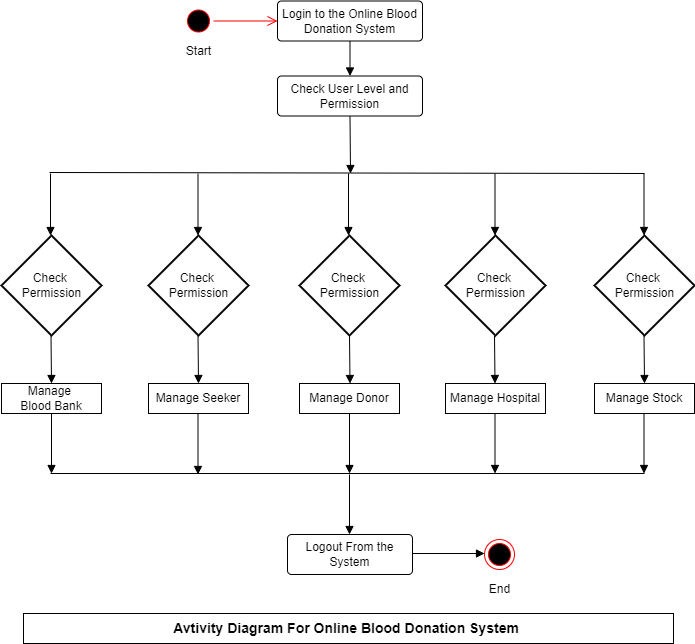 Login to the Online Blood
Donation System
Start
Check User Level and
Permission
Check
Permission
Check
Permission
Check
Permission
Check
Permission
Check
Permission
Manage
Blood Bank
Manage Seeker
Manage Donor
Manage Hospital
Manage Stock
Logout From the
System
End
Avtivity Diagram For Online Blood Donation System